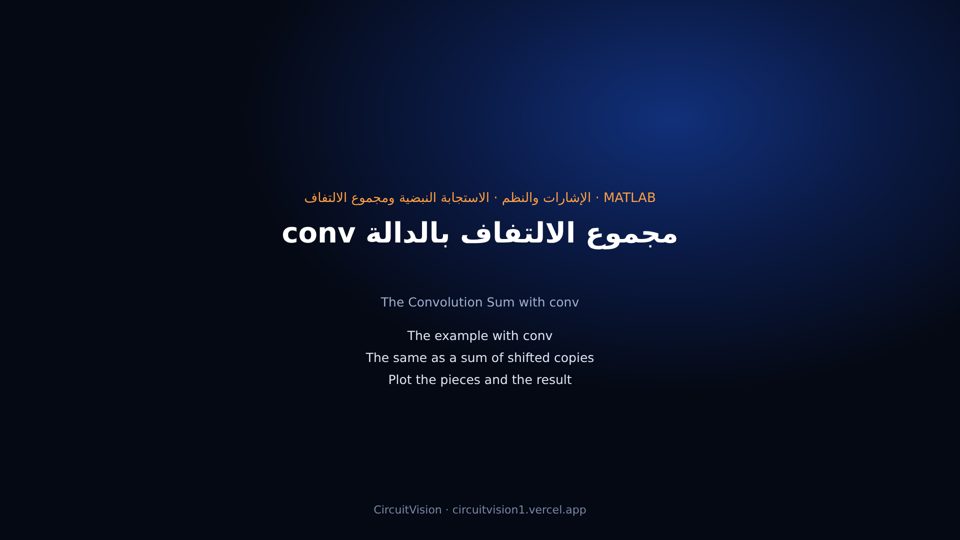 MATLAB · الإشارات والنظم · الاستجابة النبضية ومجموع الالتفاف
مجموع الالتفاف بالدالة conv
The Convolution Sum with conv
The example with conv
The same as a sum of shifted copies
Plot the pieces and the result
CircuitVision · circuitvision1.vercel.app